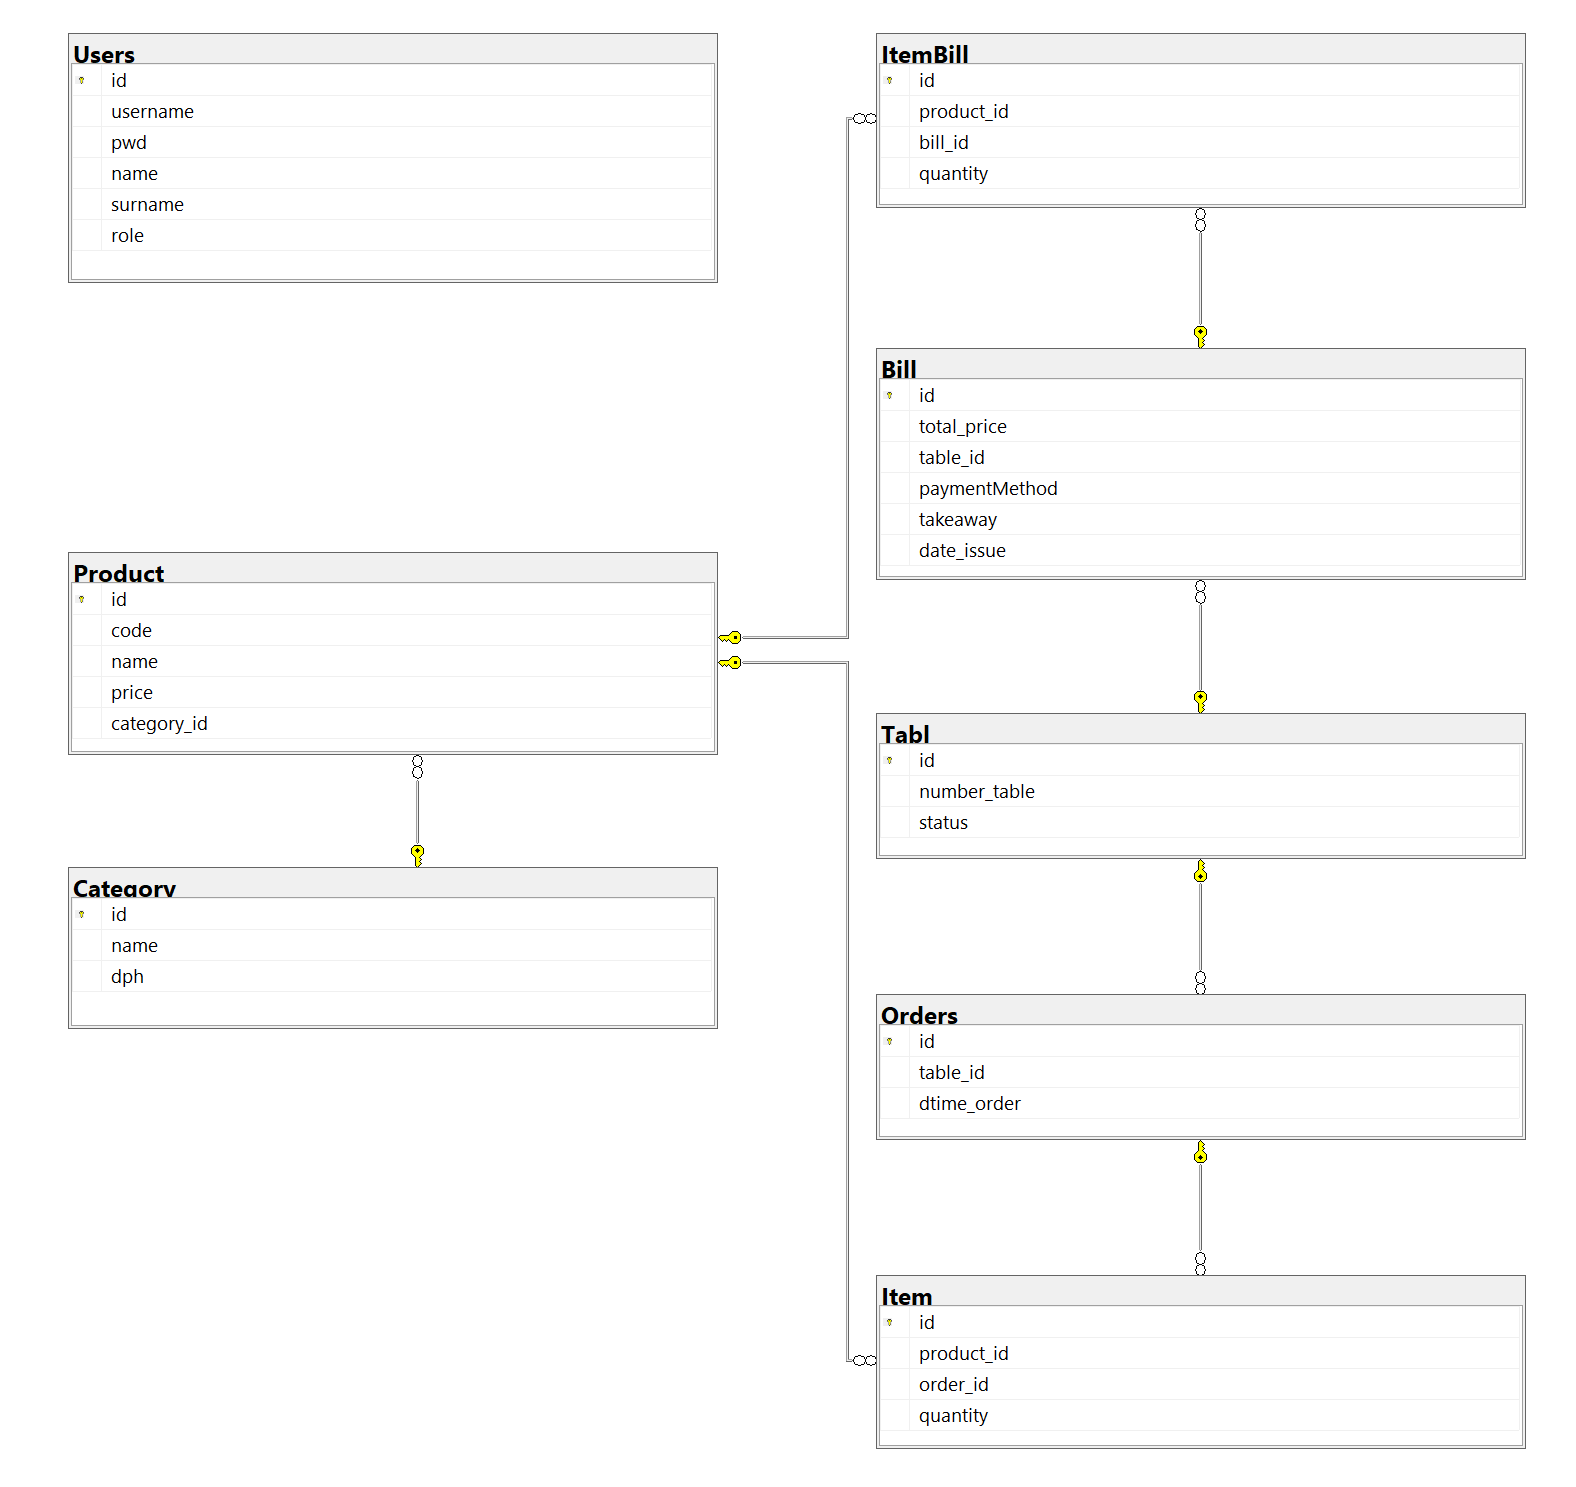 Users
id
username
pwd
name
surname
role
Product
id
code
name
price
category_id
Category
id
name
dph
ItemBill
id
product_id
bill_id
quantity
Bill
id
total_price
table_id
paymentMethod
takeaway
date_issue
Tabl
id
number_table
status
Orders
id
table_id
dtime_order
Item
id
product_id
order_id
quantity